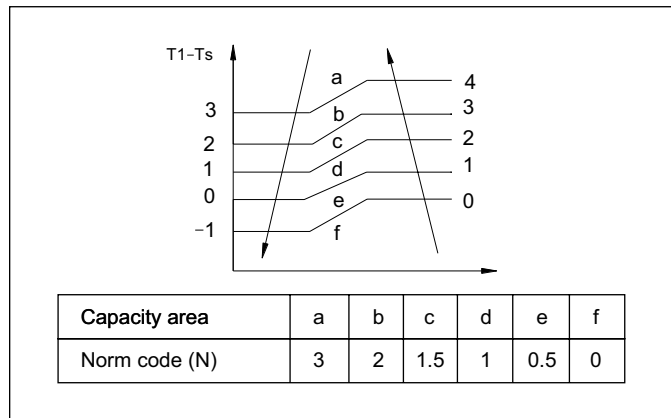 T1−Ts
a
4
3
b
3
2
c
2
1
d
1
0
e
0
−1
f
Capacity area a b c d e f
Norm code (N) 3 2 1.5 1 0.5 0